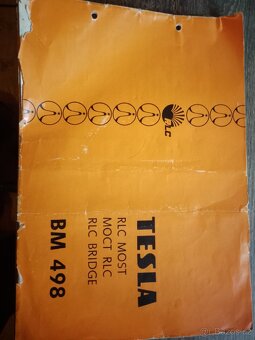 RLC
TESLA
RLC MOST
МОСТ RLC
RLC BRIDGE
BM 498